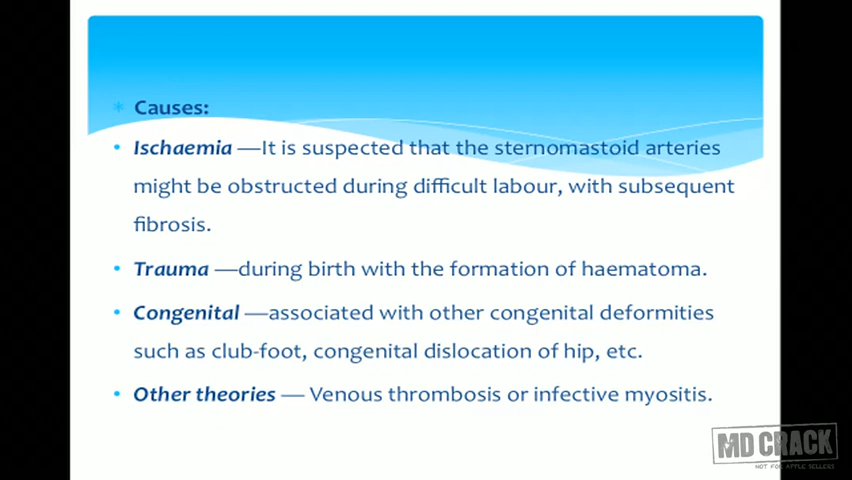 * Causes:
• Ischaemia —It is suspected that the sternomastoid arteries
might be obstructed during difficult labour, with subsequent
fibrosis.
• Trauma —during birth with the formation of haematoma.
• Congenital —associated with other congenital deformities
such as club-foot, congenital dislocation of hip, etc.
• Other theories — Venous thrombosis or infective myositis.
MD CRACK
NOT FOR APPLE SELLERS